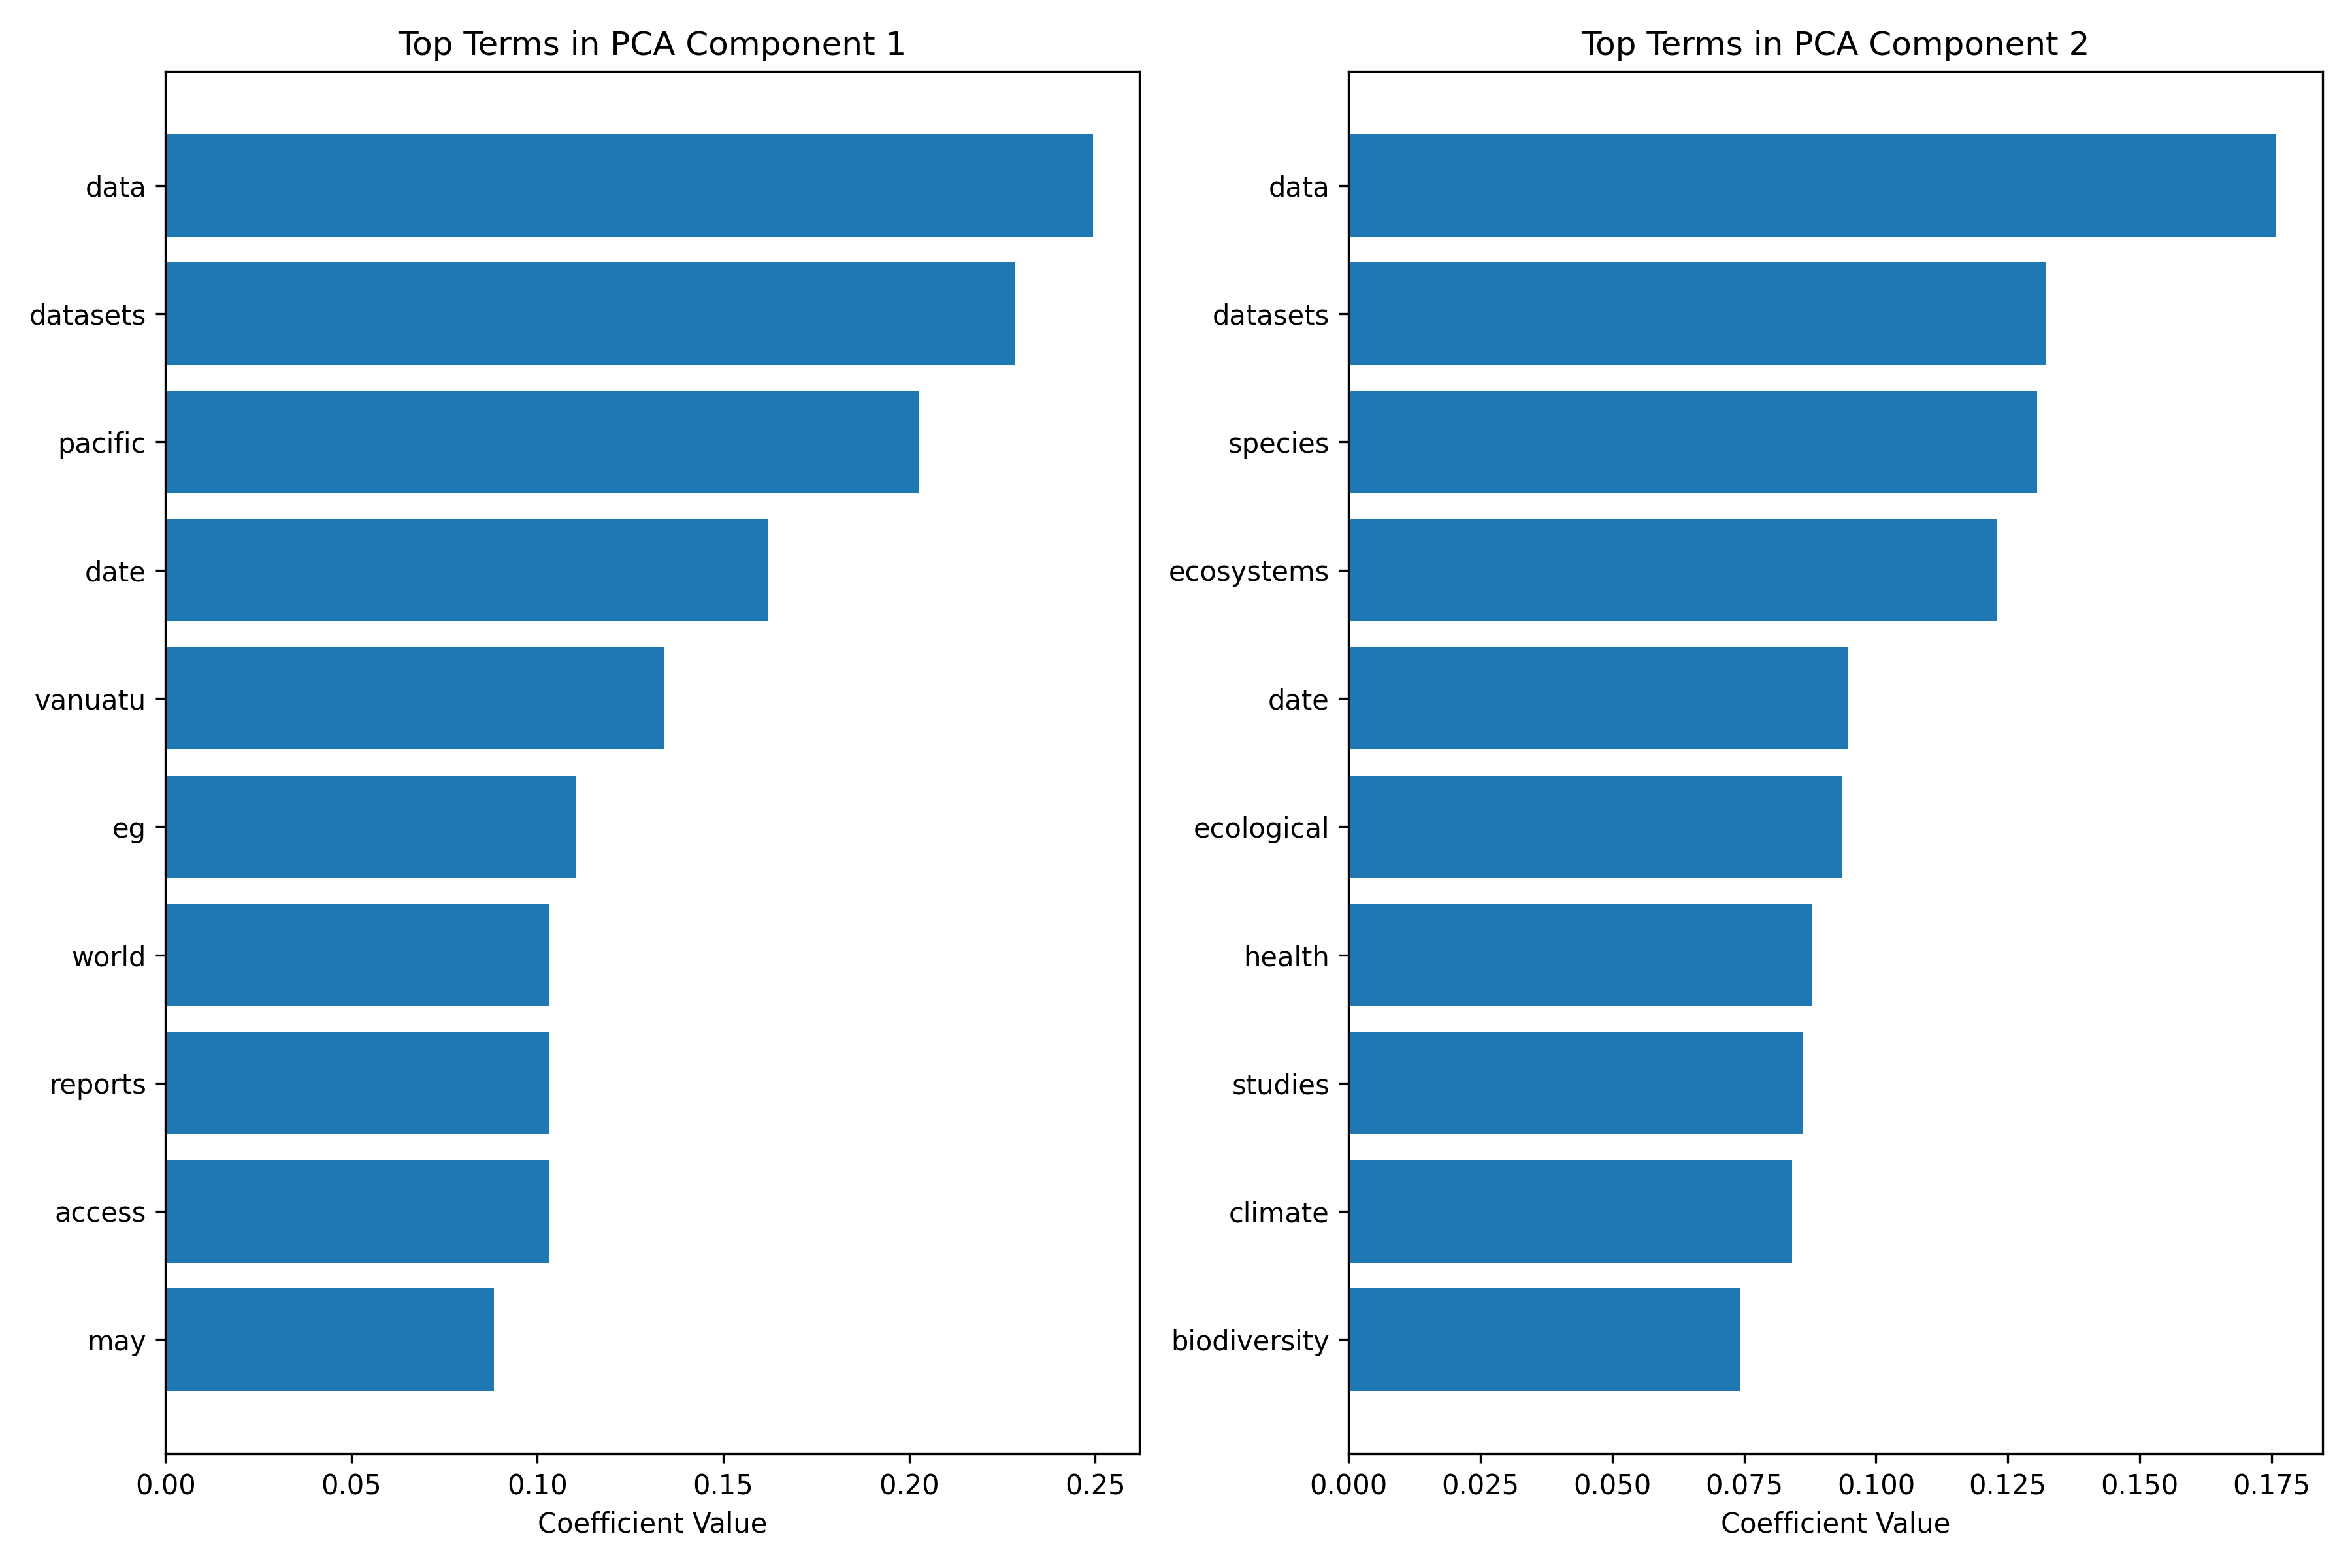 Top Terms in PCA Component 1
data
datasets
pacific
date
vanuatu
eg
world
reports
access
may
0.00 0.05 0.10 0.15 0.20 0.25
Coefficient Value
Top Terms in PCA Component 2
data
datasets
species
ecosystems
date
ecological
health
studies
climate
biodiversity
0.000 0.025 0.050 0.075 0.100 0.125 0.150 0.175
Coefficient Value